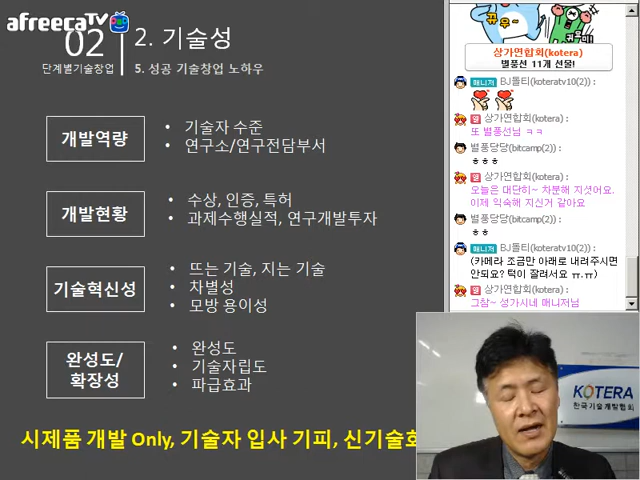 afreecaTV
02
단계별기술창업
2. 기술성
5. 성공 기술창업 노하우
개발역량
• 기술자 수준
• 연구소/연구전담부서
개발현황
• 수상, 인증, 특허
• 과제수행실적, 연구개발투자
기술혁신성
• 뜨는 기술, 지는 기술
• 차별성
• 모방 용이성
완성도/
확장성
• 완성도
• 기술자립도
• 파급효과
시제품 개발 Only, 기술자 입사 기피, 신기술
뀨우~
상가연합회(kotera)
별풍선 11개 선물!
매니저 BJ몰티(koteratv10(2)) :
열 상가연합회(kotera) :
또 별풍선님 ㅋㅋ
별풍당당(bitcamp(2)) :
ㅎㅎㅎ
열 상가연합회(kotera) :
오늘은 대단히~ 차분해 지셧어요.
이제 익숙해 지신거 같아요
별풍당당(bitcamp(2)) :
ㅎㅎ
매니저 BJ몰티(koteratv10(2)) :
(카메라 조금만 아래로 내려주시면
안되요? 턱이 잘려서요 ㅠ.ㅠ)
열 상가연합회(kotera) :
그참~ 성가시네 매니저님
KOTERA
한국기술개발협회